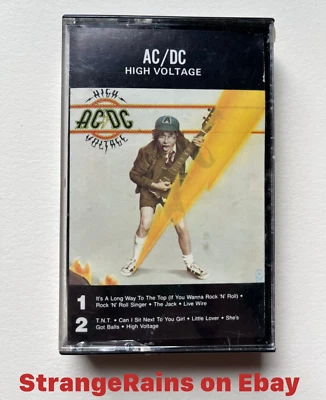 AC/DC
HIGH VOLTAGE
HIGH
AC/DC
VOLTAGE
A
1
It's A Long Way To The Top (If You Wanna Rock 'N' Roll) •
Rock 'N' Roll Singer • The Jack • Live Wire
2
T.N.T. • Can I Sit Next To You Girl • Little Lover • She's
Got Balls • High Voltage
StrangeRains on Ebay